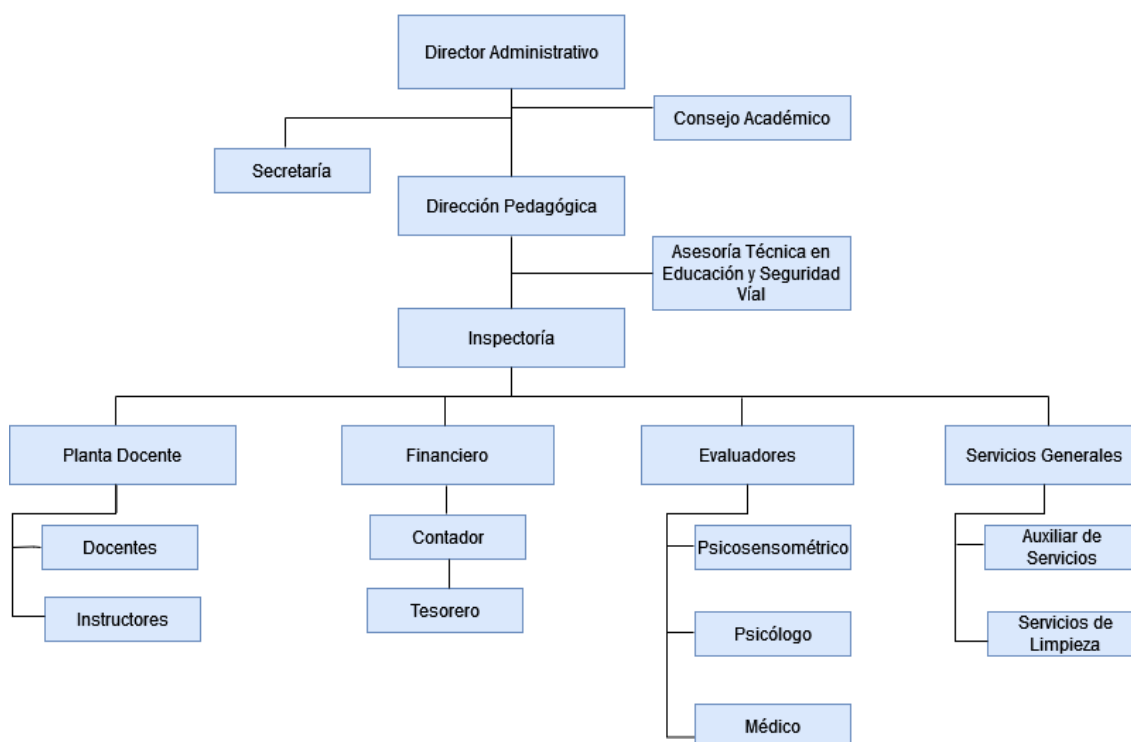 Director Administrativo
Consejo Académico
Secretaría
Dirección Pedagógica
Asesoría Técnica en
Educación y Seguridad
Víal
Inspectoría
Planta Docente
Financiero
Evaluadores
Servicios Generales
Docentes
Contador
Psicosensométrico
Auxiliar de
Servicios
Instructores
Tesorero
Psicólogo
Servicios de
Limpieza
Médico